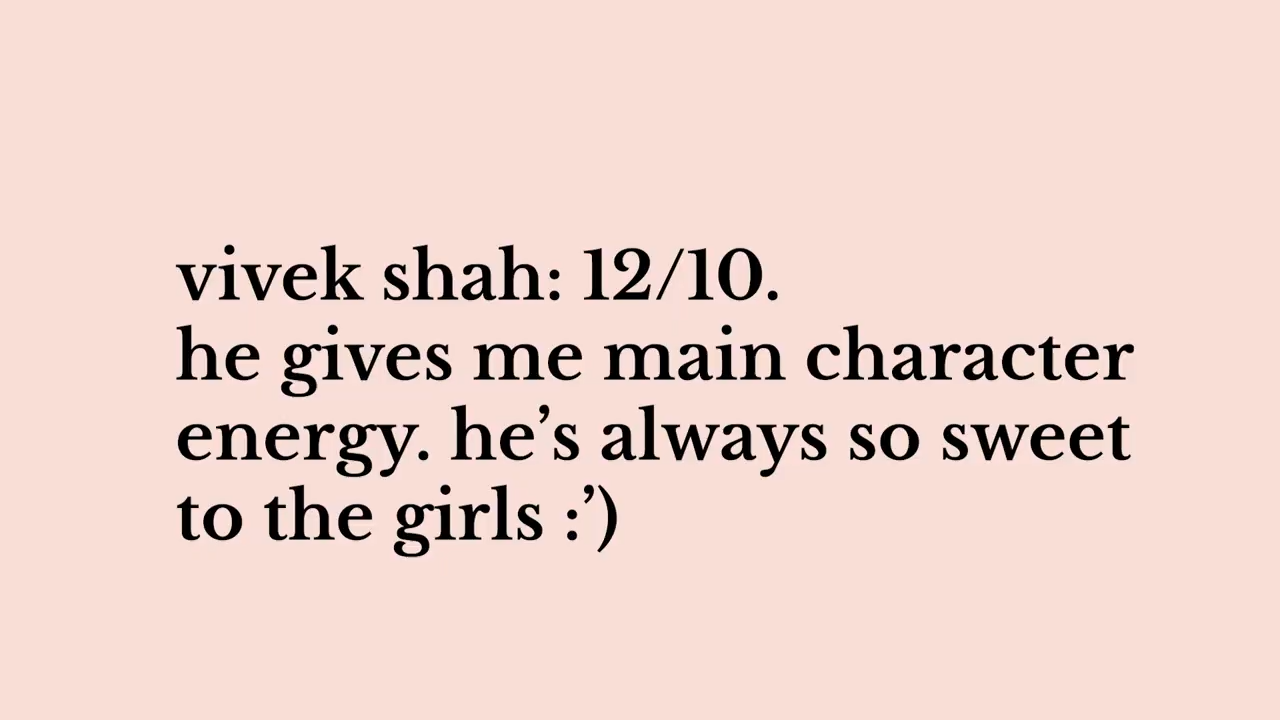 vivek shah: 12/10.
he gives me main character
energy. he’s always so sweet
to the girls :’)